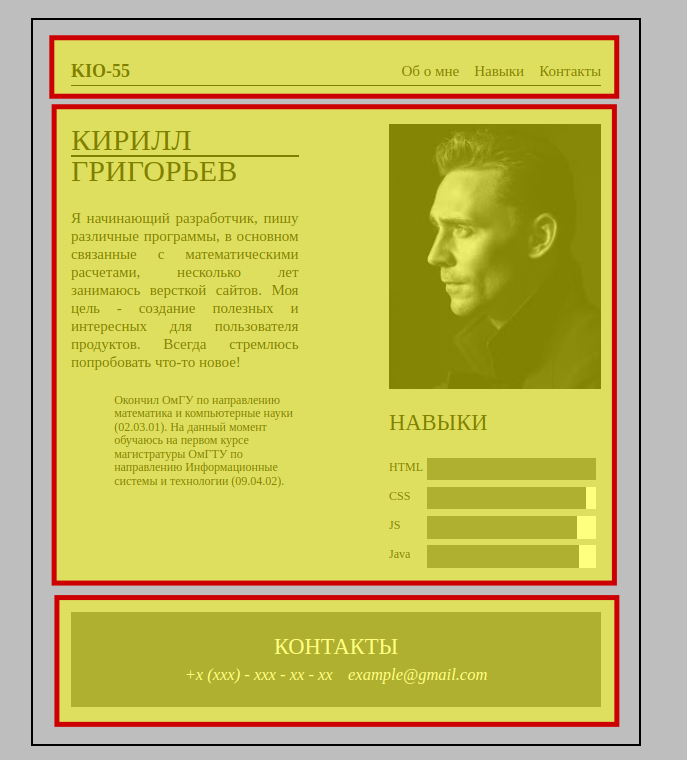 KIO-55
Об о мне Навыки Контакты
КИРИЛЛ
ГРИГОРЬЕВ
Я начинающий разработчик, пишу
различные программы, в основном
связанные с математическими
расчетами, несколько лет
занимаюсь версткой сайтов. Моя
цель - создание полезных и
интересных для пользователя
продуктов. Всегда стремлюсь
попробовать что-то новое!
Окончил ОмГУ по направлению
математика и компьютерные науки
(02.03.01). На данный момент
обучаюсь на первом курсе
магистратуры ОмГТУ по
направлению Информационные
системы и технологии (09.04.02).
НАВЫКИ
HTML
CSS
JS
Java
КОНТАКТЫ
+x (xxx) - xxx - xx - xx example@gmail.com